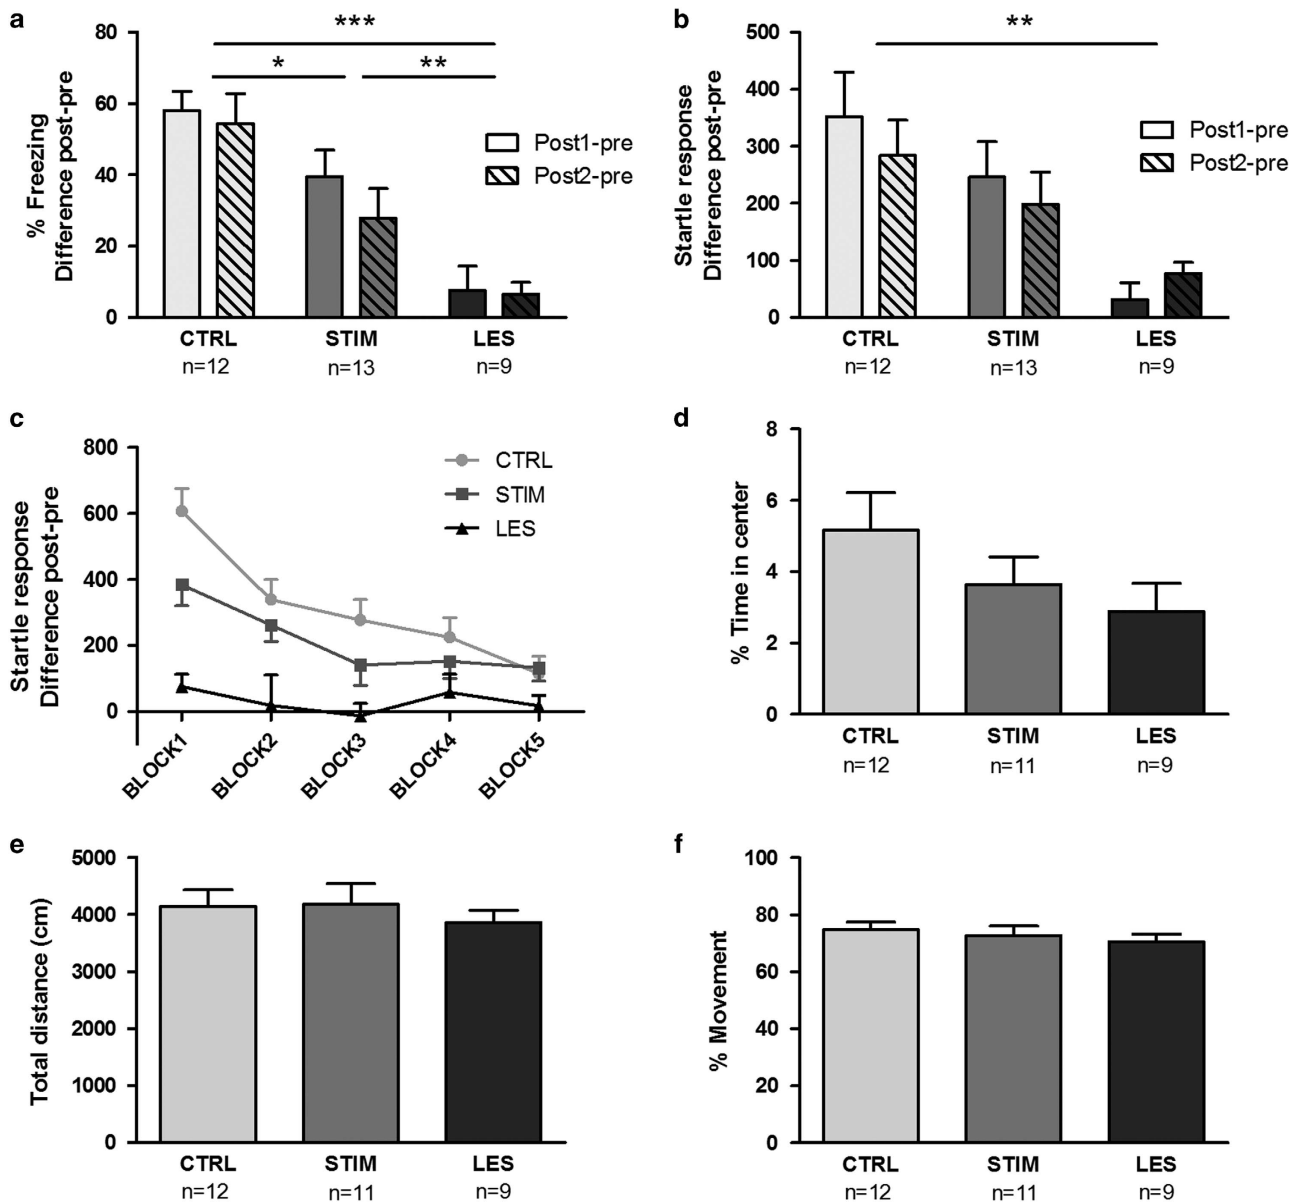 a
% Freezing
Difference post-pre
80
60
40
20
0
***
*
**
Post1-pre
Post2-pre
CTRL
STIM
LES
n=12
n=13
n=9
b
Startle response
Difference post-pre
500
400
300
200
100
0
**
Post1-pre
Post2-pre
CTRL
STIM
LES
n=12
n=13
n=9
c
Startle response
Difference post-pre
800
600
400
200
0
CTRL
STIM
LES
BLOCK1
BLOCK2
BLOCK3
BLOCK4
BLOCK5
d
% Time in center
8
6
4
2
0
CTRL
STIM
LES
n=12
n=11
n=9
e
Total distance (cm)
5000
4000
3000
2000
1000
0
CTRL
STIM
LES
n=12
n=11
n=9
f
% Movement
100
80
60
40
20
0
CTRL
STIM
LES
n=12
n=11
n=9